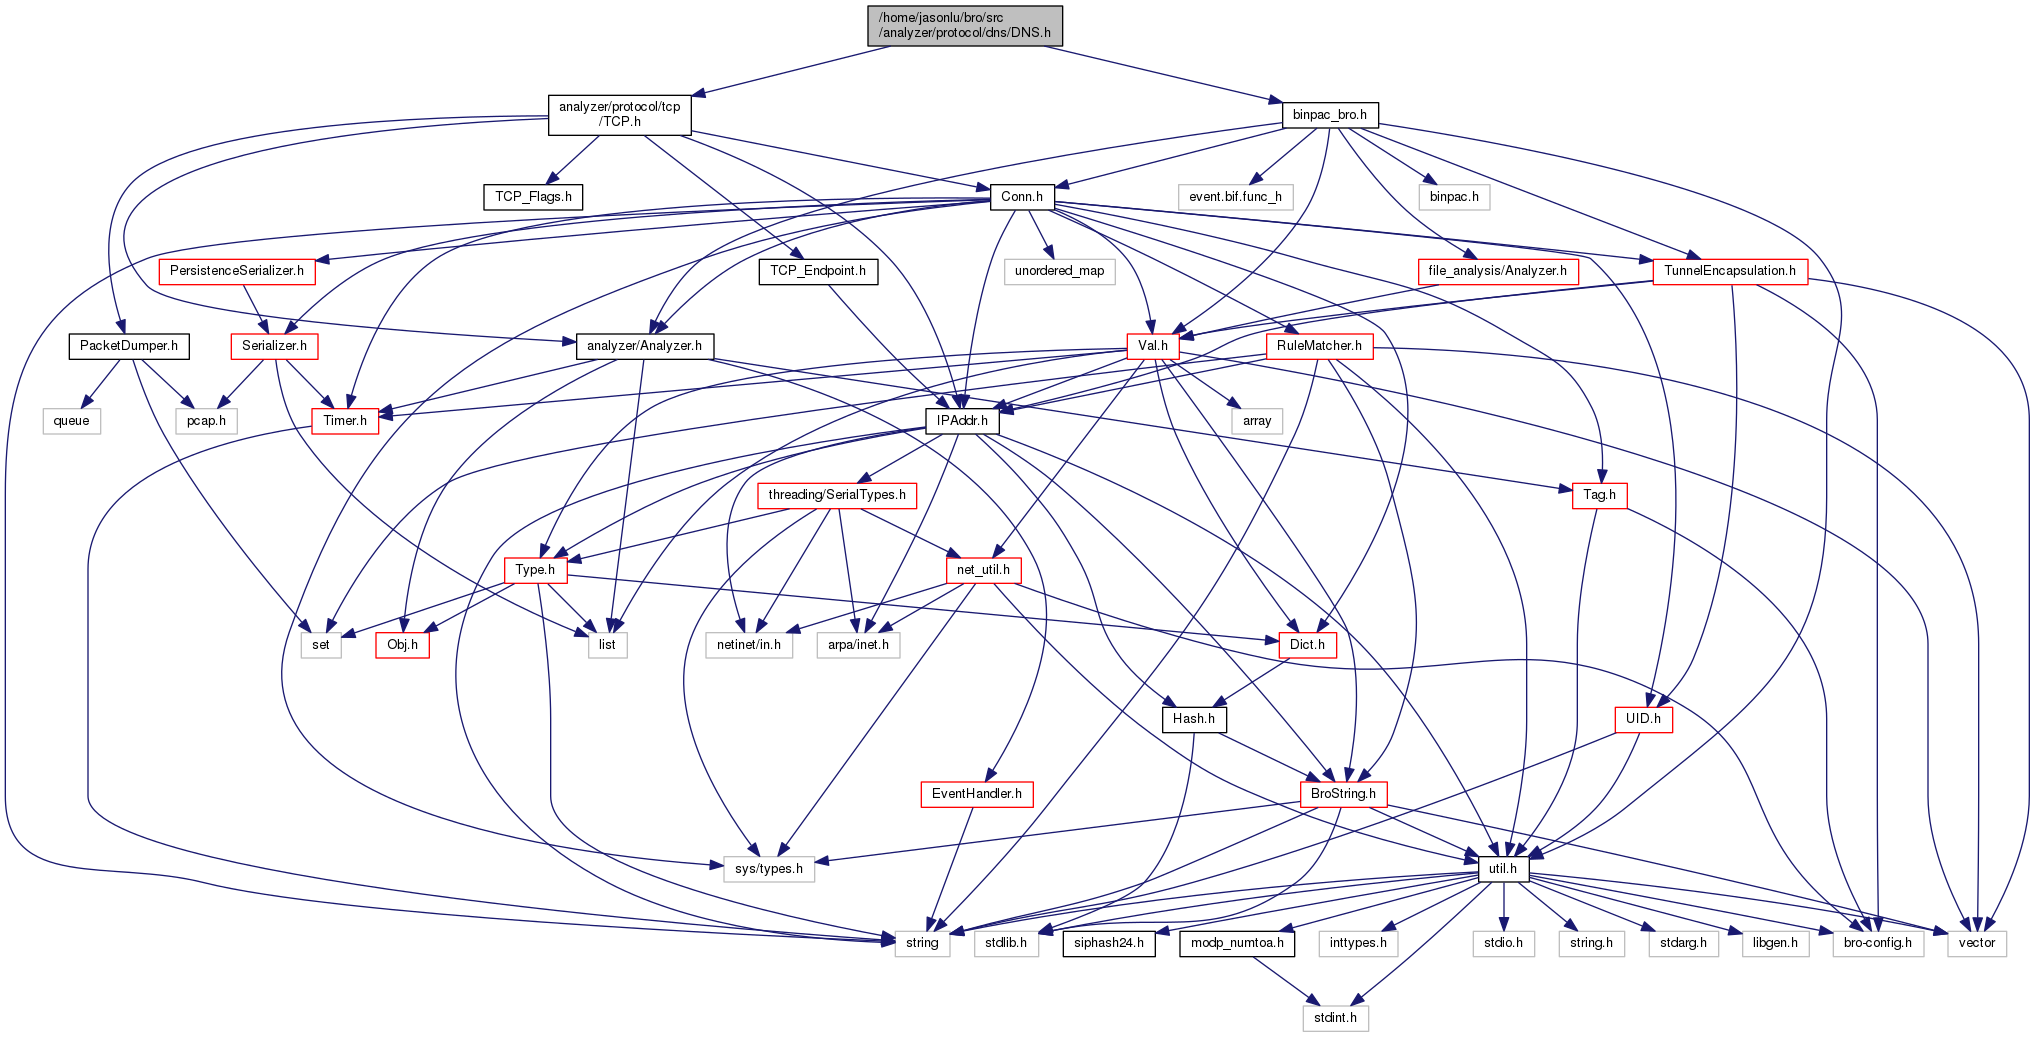 /home/jasonlu/bro/src
/analyzer/protocol/dns/DNS.h
analyzer/protocol/tcp
/TCP.h
binpac_bro.h
TCP_Flags.h
Conn.h
event.bif.func_h
binpac.h
PersistenceSerializer.h
TCP_Endpoint.h
unordered_map
file_analysis/Analyzer.h
TunnelEncapsulation.h
PacketDumper.h
Serializer.h
analyzer/Analyzer.h
Val.h
RuleMatcher.h
queue
pcap.h
Timer.h
IPAddr.h
array
threading/SerialTypes.h
Tag.h
Type.h
net_util.h
set
Obj.h
list
netinet/in.h
arpa/inet.h
Dict.h
Hash.h
UID.h
EventHandler.h
BroString.h
sys/types.h
util.h
string
stdlib.h
siphash24.h
modp_numtoa.h
inttypes.h
stdio.h
string.h
stdarg.h
libgen.h
bro-config.h
vector
stdint.h